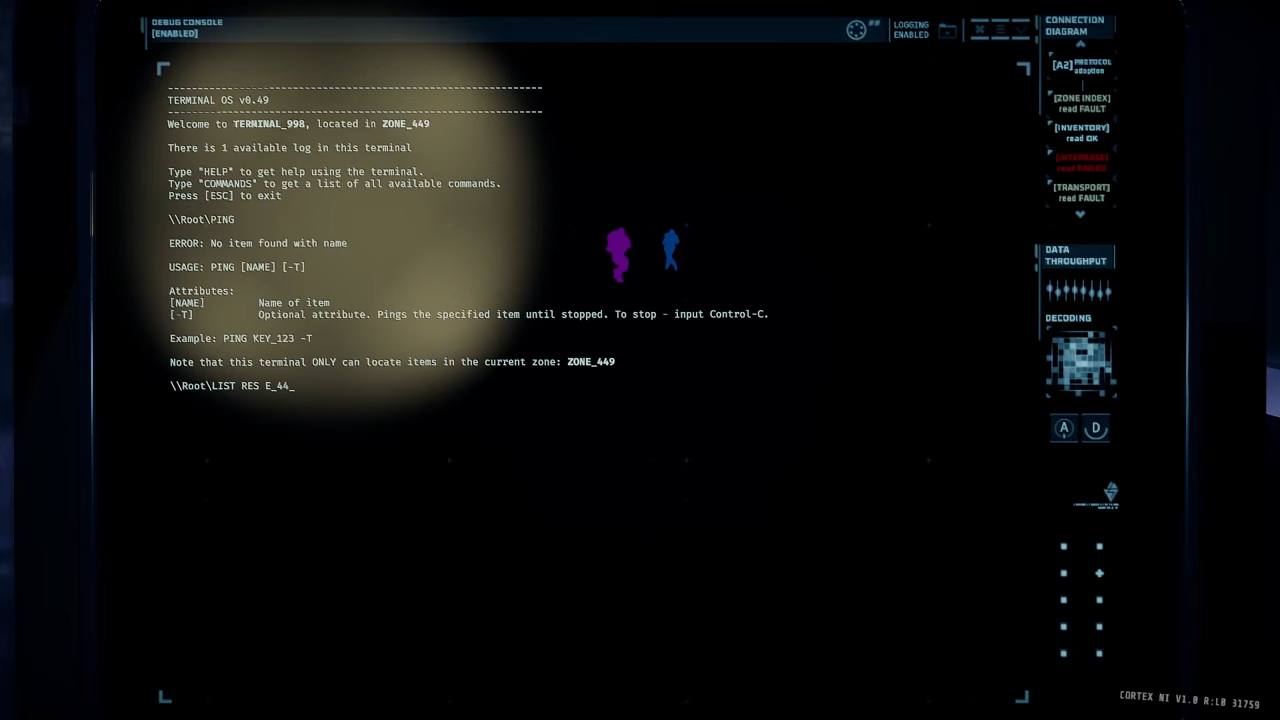 DEBUG CONSOLE
[ENABLED]
LOGGING
ENABLED
--------------------------------------------------------------
TERMINAL OS v0.49
--------------------------------------------------------------
Welcome to TERMINAL_998, located in ZONE_449
There is 1 available log in this terminal
Type "HELP" to get help using the terminal.
Type "COMMANDS" to get a list of all available commands.
Press [ESC] to exit
\\Root\PING
ERROR: No item found with name
USAGE: PING [NAME] [-T]
Attributes:
[NAME] Name of item
[-T] Optional attribute. Pings the specified item until stopped. To stop - input Control-C.
Example: PING KEY_123 -T
Note that this terminal ONLY can locate items in the current zone: ZONE_449
\\Root\LIST RES E_44_
CONNECTION
DIAGRAM
[A2] PROTOCOL
adoption
[ZONE INDEX]
read FAULT
[INVENTORY]
read OK
read FAILED
[TRANSPORT]
read FAULT
DATA
THROUGHPUT
DECODING
A D
CORTEX NI V1.0 R:L0 31759